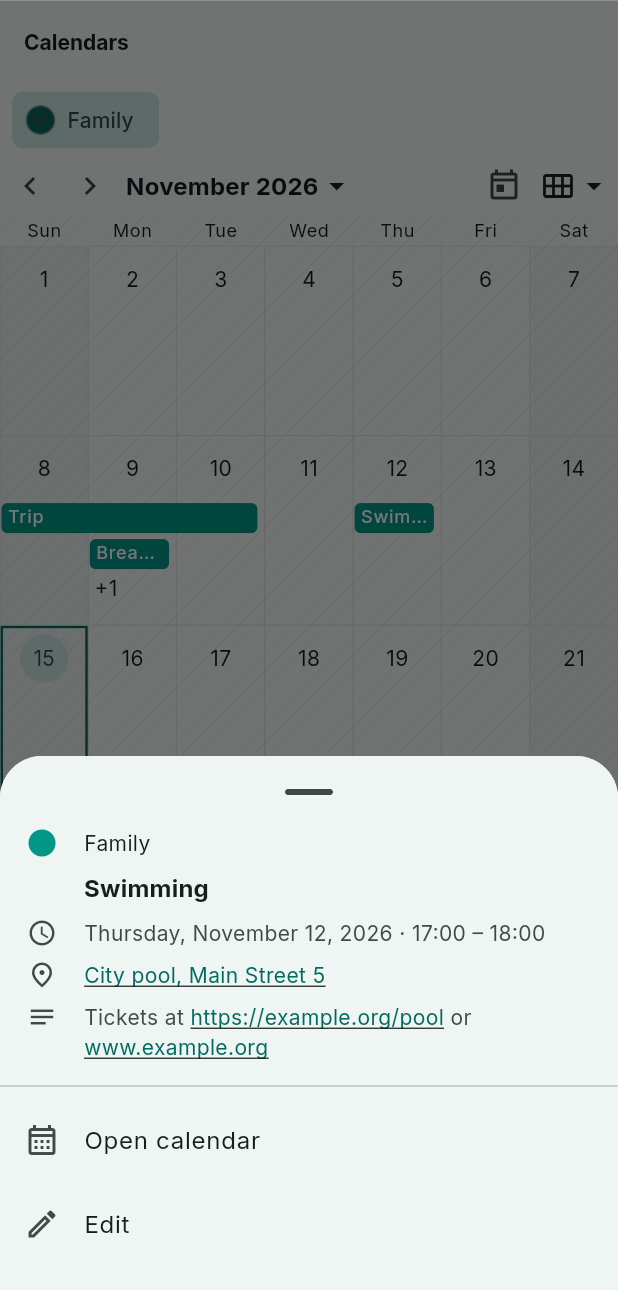 Calendars
Family
November 2026
Sun Mon Tue Wed Thu Fri Sat
1 2 3 4 5 6 7
8 9 10 11 12 13 14
Trip Swim...
Brea...
+1
15 16 17 18 19 20 21
Family
Swimming
Thursday, November 12, 2026 · 17:00 – 18:00
City pool, Main Street 5
Tickets at https://example.org/pool or
www.example.org
Open calendar
Edit